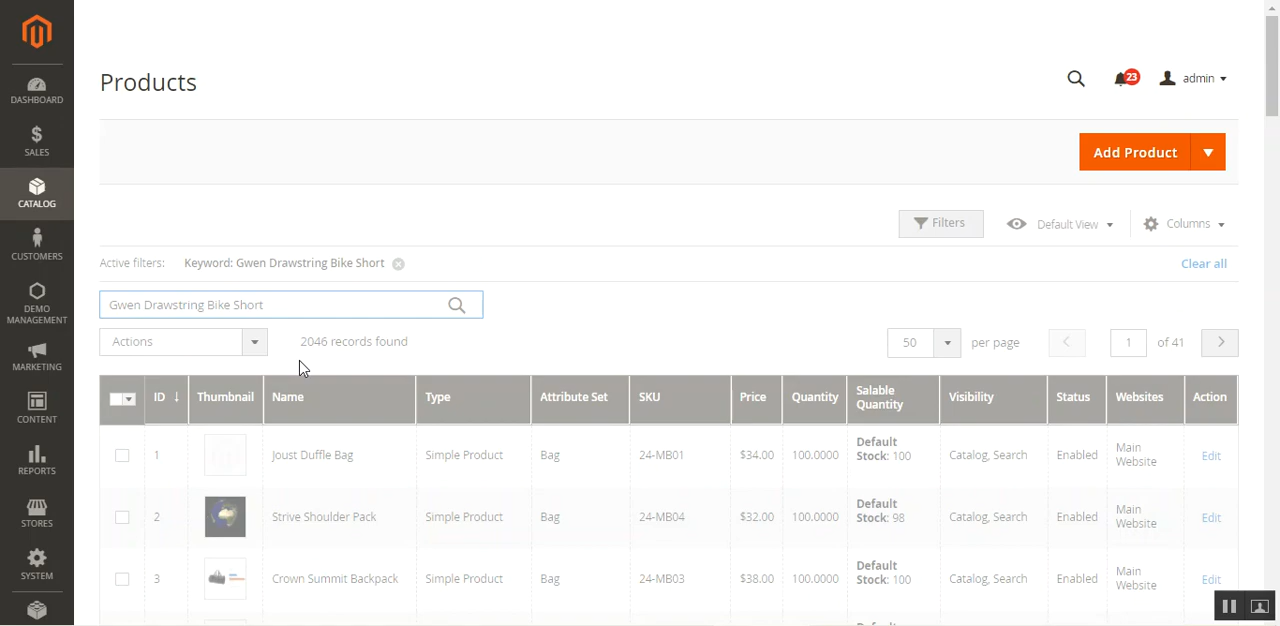 Products
23
admin
Add Product
Filters
Default View
Columns
Active filters: Keyword: Gwen Drawstring Bike Short
Clear all
Gwen Drawstring Bike Short
Actions
2046 records found
50 per page
1 of 41
ID ↓ Thumbnail Name Type Attribute Set SKU Price Quantity Salable Quantity Visibility Status Websites Action
1 Joust Duffle Bag Simple Product Bag 24-MB01 $34.00 100.0000 Default Stock: 100 Catalog, Search Enabled Main Website Edit
2 Strive Shoulder Pack Simple Product Bag 24-MB04 $32.00 100.0000 Default Stock: 98 Catalog, Search Enabled Main Website Edit
3 Crown Summit Backpack Simple Product Bag 24-MB03 $38.00 100.0000 Default Stock: 100 Catalog, Search Enabled Main Website Edit
DASHBOARD
SALES
CATALOG
CUSTOMERS
DEMO
MANAGEMENT
MARKETING
CONTENT
REPORTS
STORES
SYSTEM